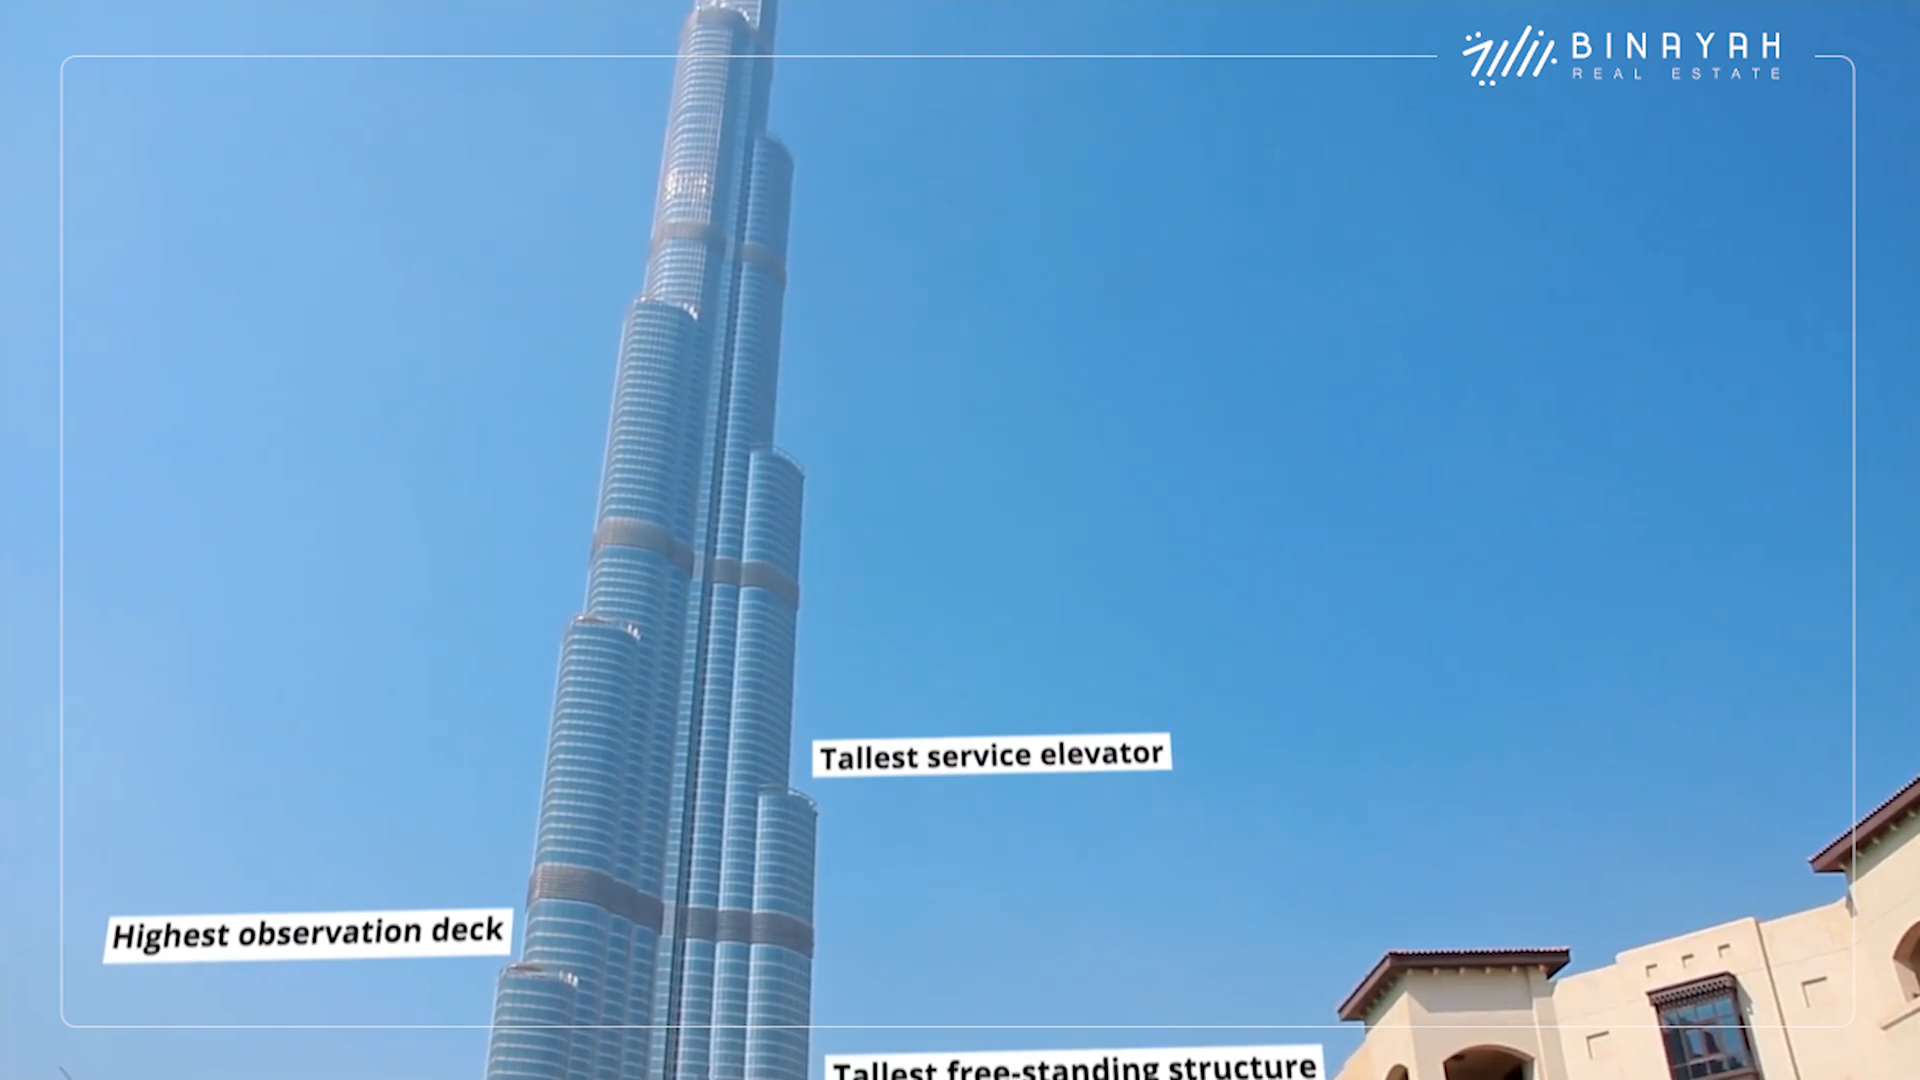 BINAYAH
REAL ESTATE
Tallest service elevator
Highest observation deck
Tallest free-standing structure